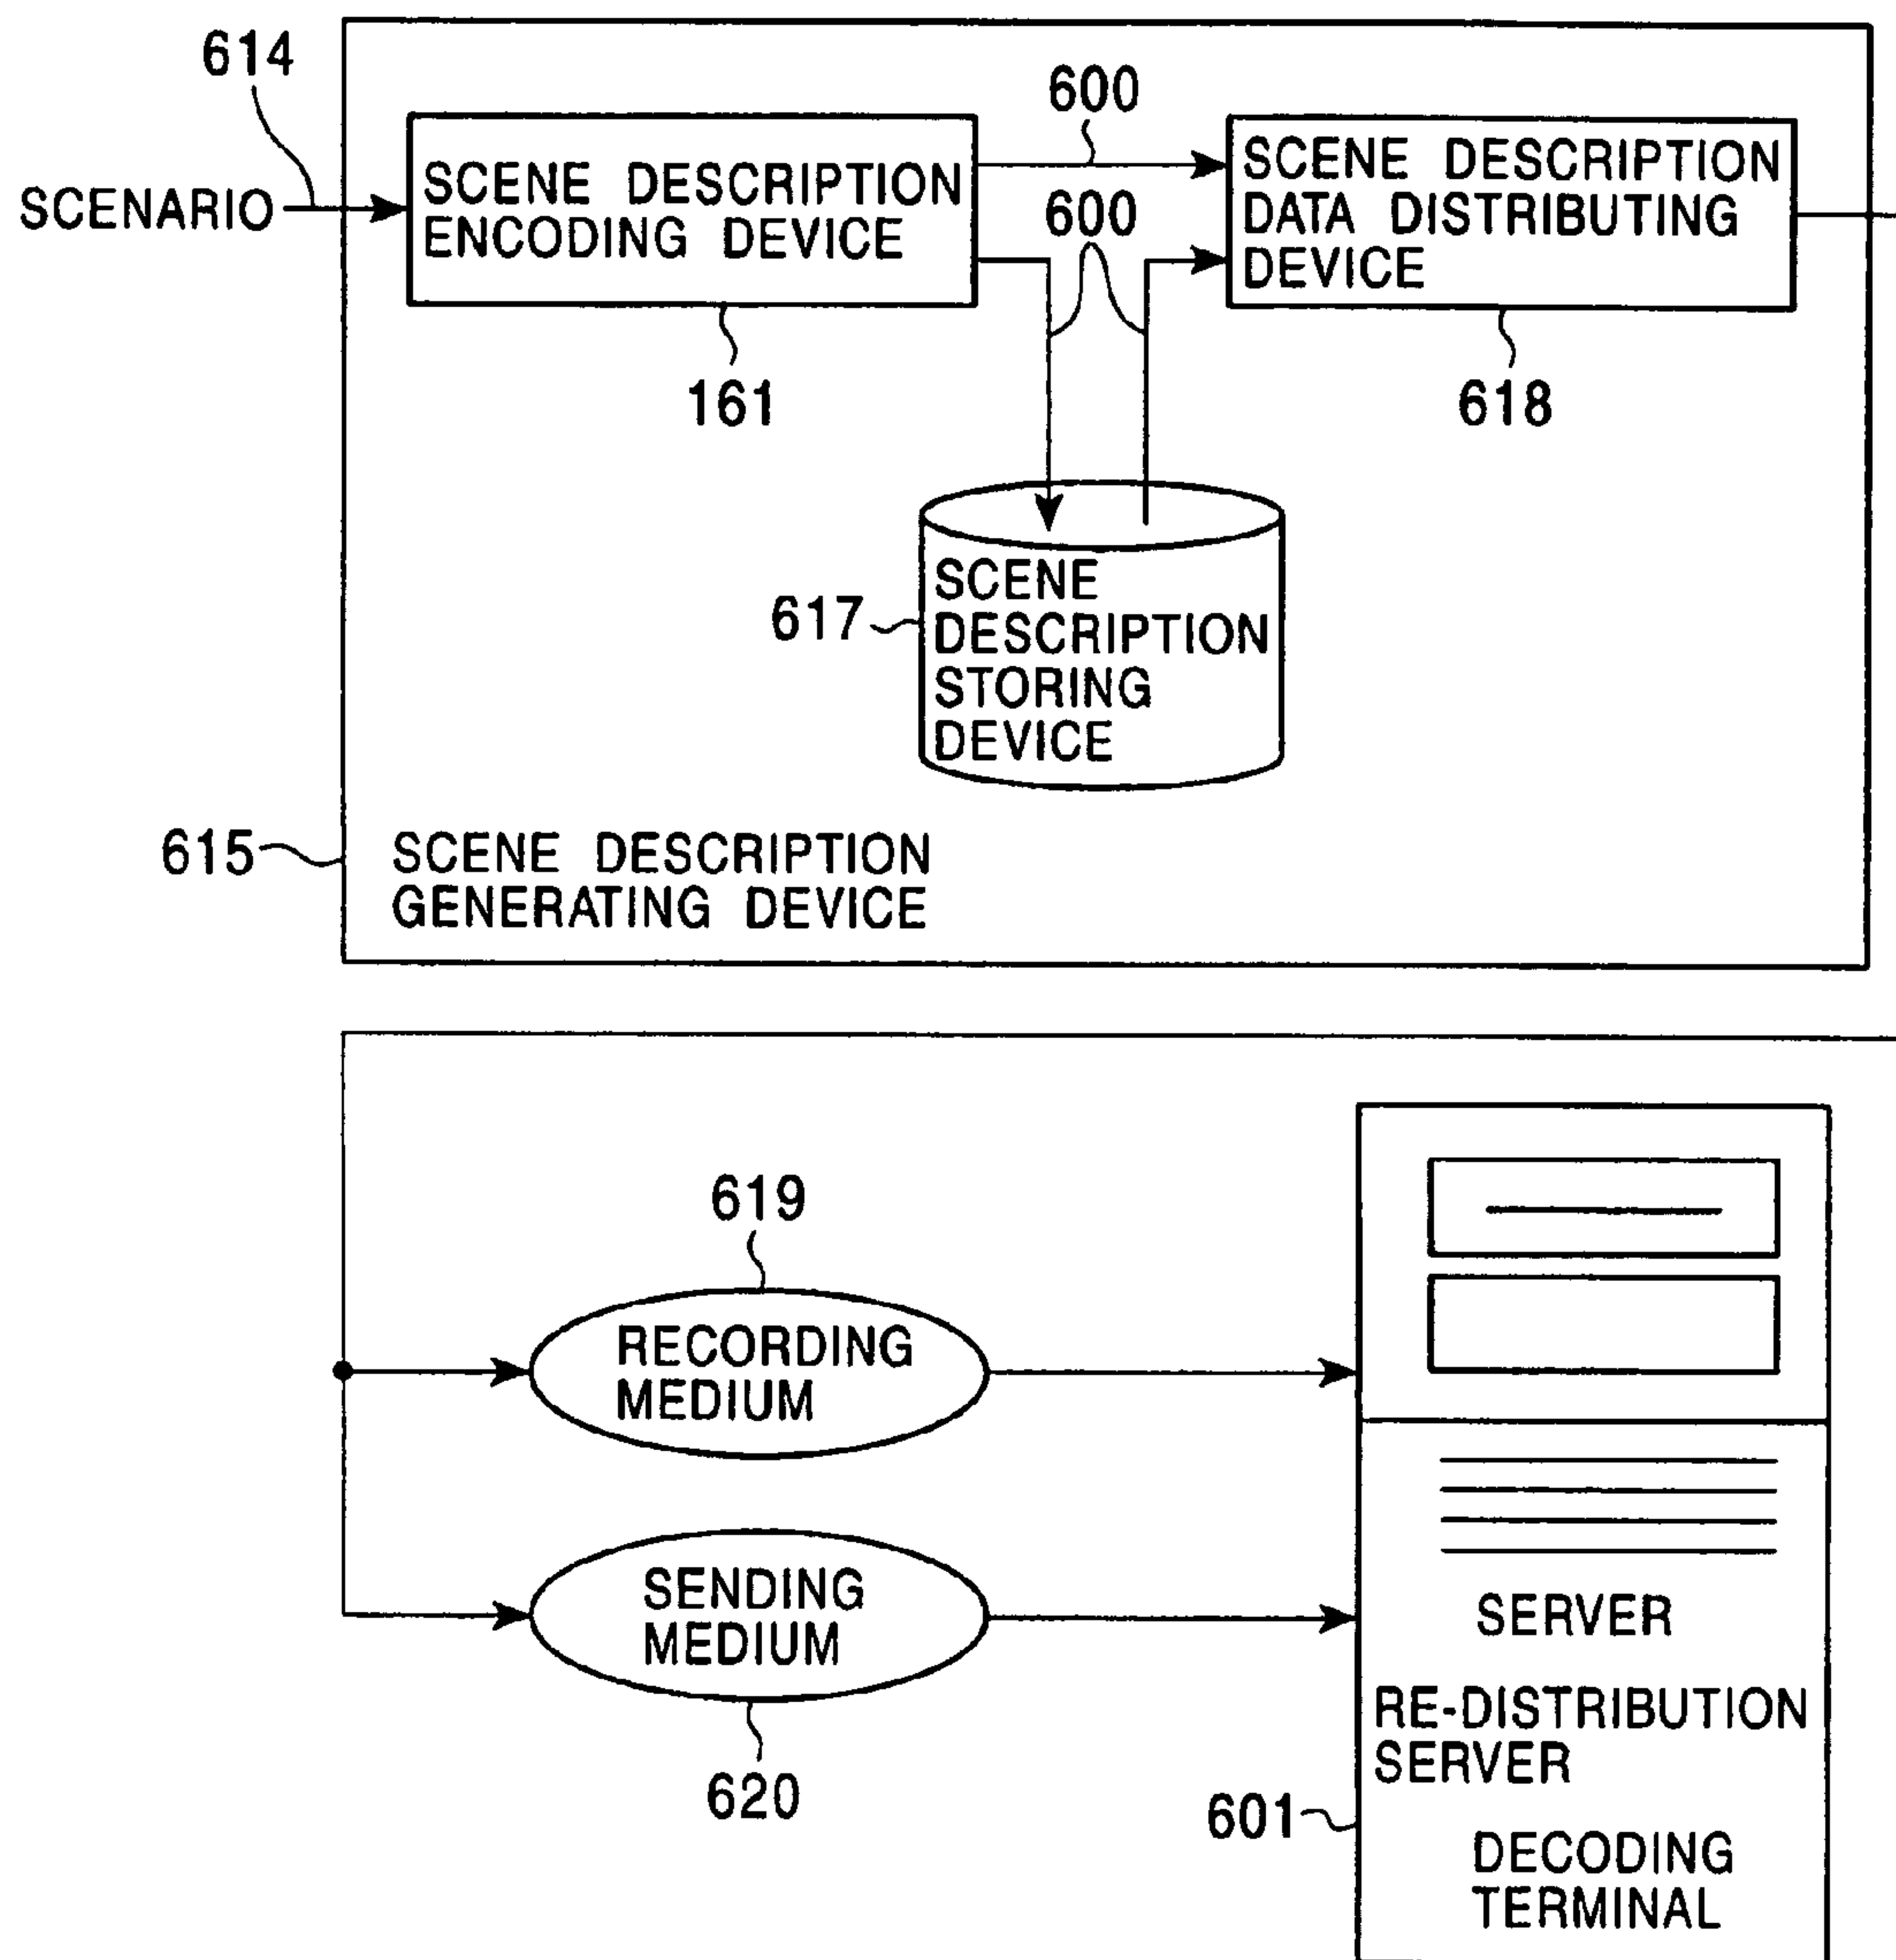 614
SCENARIO
600
SCENE DESCRIPTION
ENCODING DEVICE
161
600
SCENE DESCRIPTION
DATA DISTRIBUTING
DEVICE
618
617
SCENE
DESCRIPTION
STORING
DEVICE
615
SCENE DESCRIPTION
GENERATING DEVICE
619
RECORDING
MEDIUM
SENDING
MEDIUM
620
SERVER
RE-DISTRIBUTION
SERVER
601
DECODING
TERMINAL